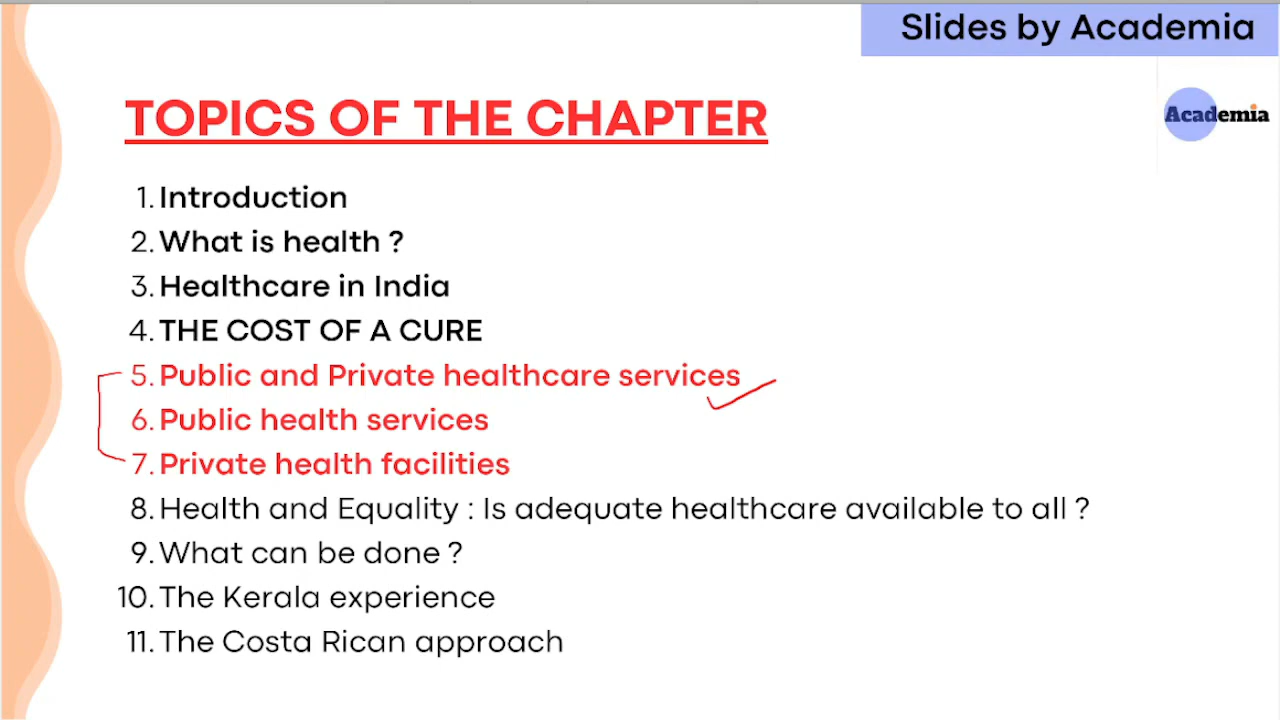 Slides by Academia
Academia
TOPICS OF THE CHAPTER
1. Introduction
2. What is health ?
3. Healthcare in India
4. THE COST OF A CURE
5. Public and Private healthcare services
6. Public health services
7. Private health facilities
8. Health and Equality : Is adequate healthcare available to all ?
9. What can be done ?
10. The Kerala experience
11. The Costa Rican approach